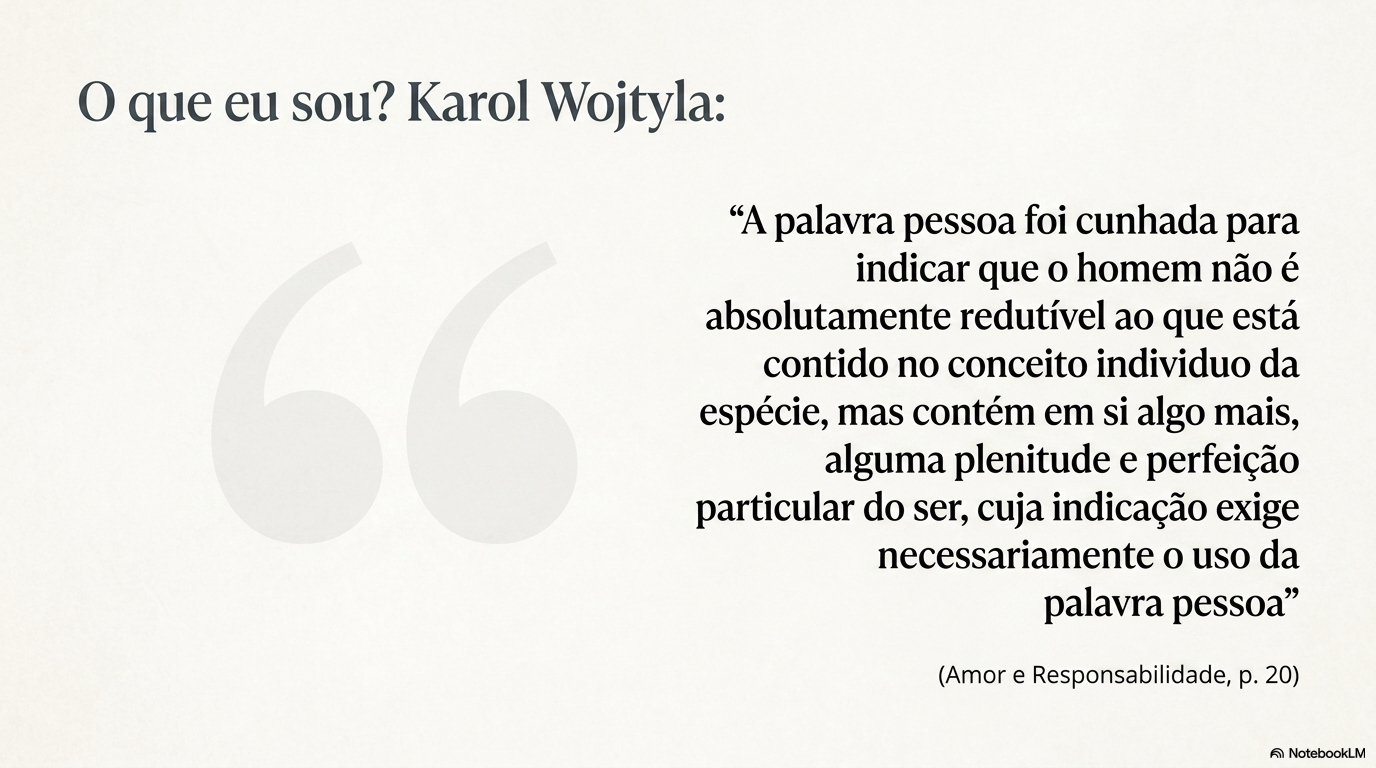 O que eu sou? Karol Wojtyla:
“A palavra pessoa foi cunhada para
indicar que o homem não é
absolutamente redutível ao que está
contido no conceito individuo da
espécie, mas contém em si algo mais,
alguma plenitude e perfeição
particular do ser, cuja indicação exige
necessariamente o uso da
palavra pessoa”
(Amor e Responsabilidade, p. 20)
NotebookLM